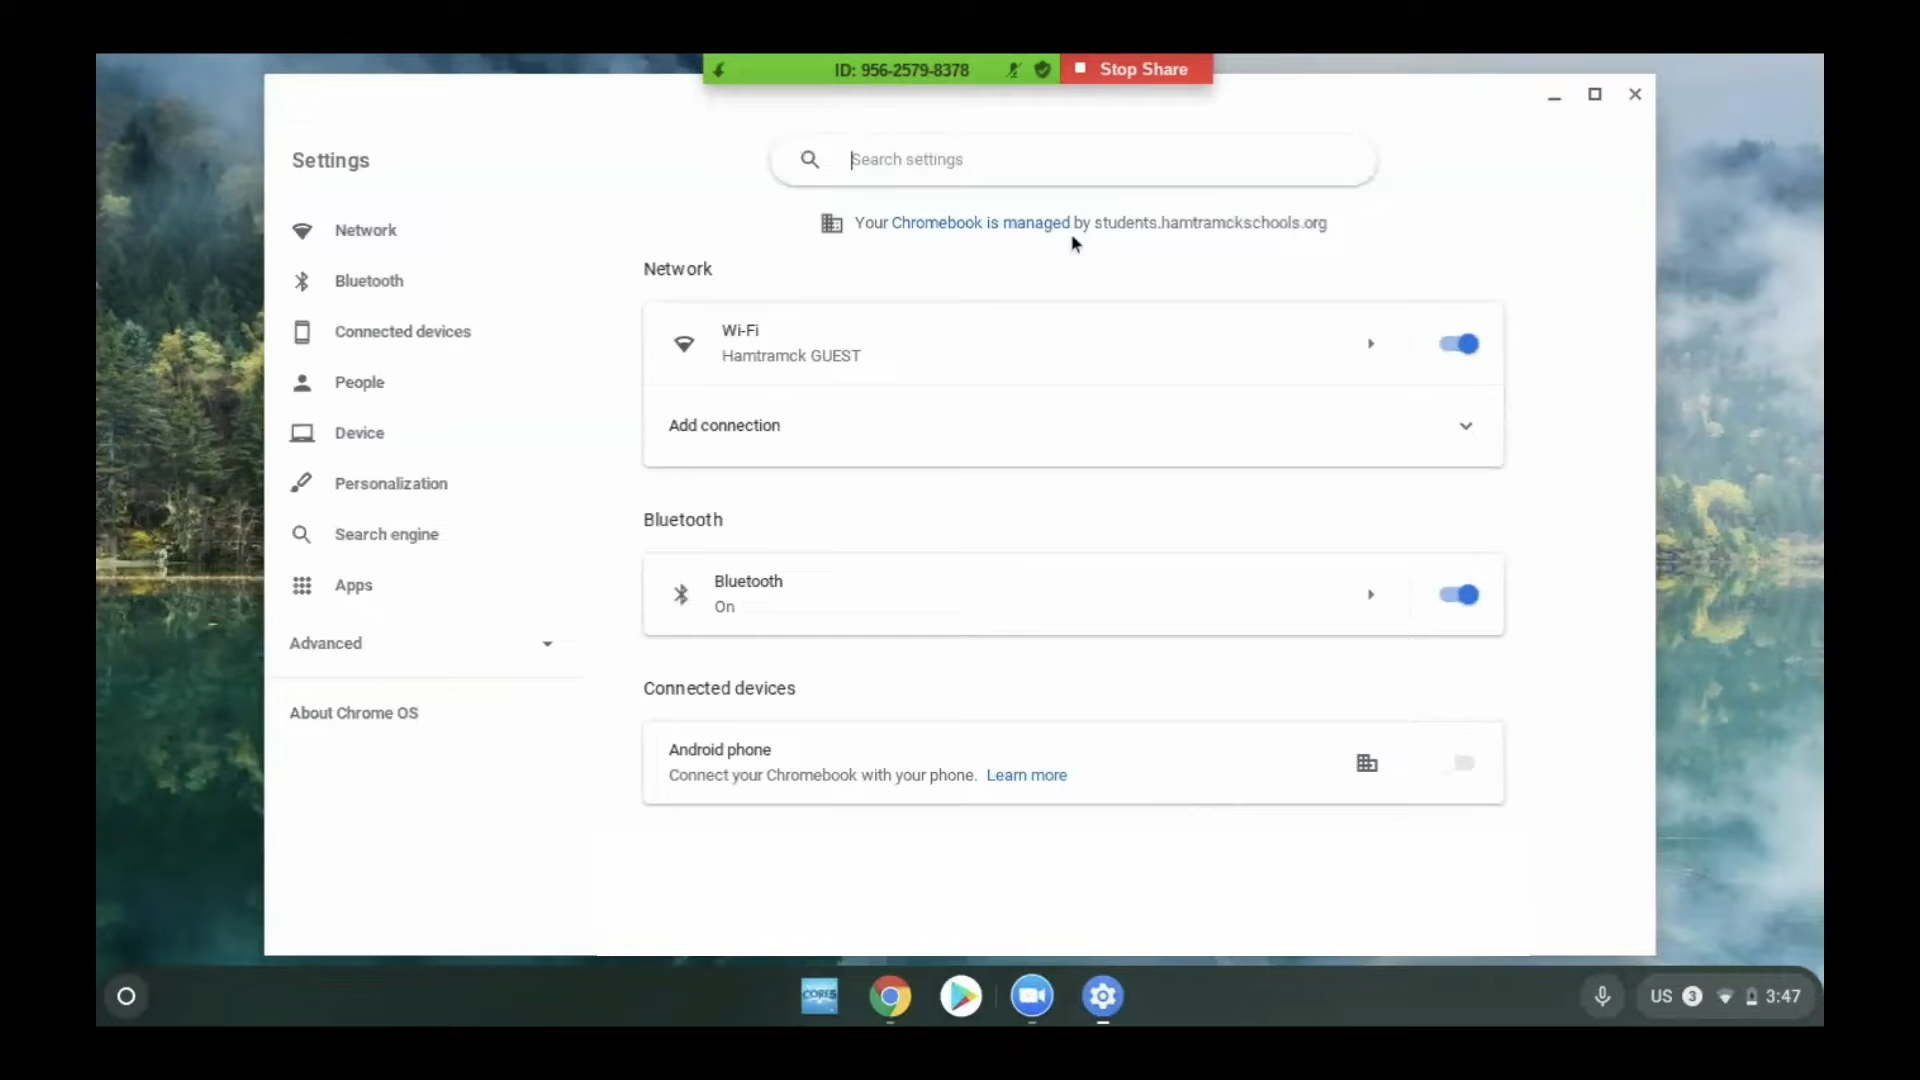 ID: 956-2579-8378
Stop Share
Settings
Search settings
Your Chromebook is managed by students.hamtramckschools.org
Network
Bluetooth
Connected devices
People
Device
Personalization
Search engine
Apps
Advanced
About Chrome OS
Network
Wi-Fi
Hamtramck GUEST
Add connection
Bluetooth
Bluetooth
On
Connected devices
Android phone
Connect your Chromebook with your phone. Learn more
CORE5
US 3 3:47